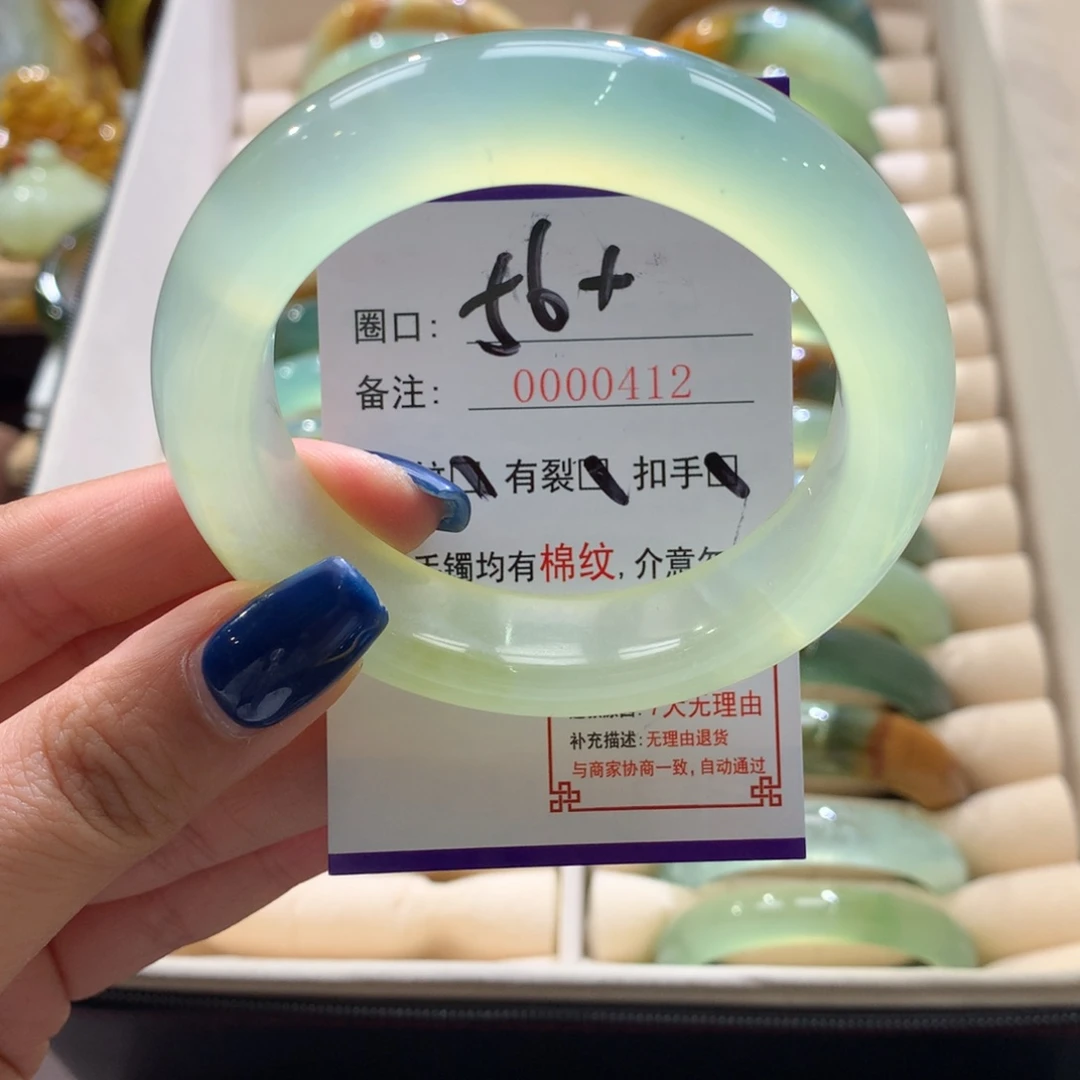 圈口: 56+
备注: 0000412
有裂 扣手
手镯均有棉纹, 介意勿
7天无理由
补充描述: 无理由退货
与商家协商一致, 自动通过